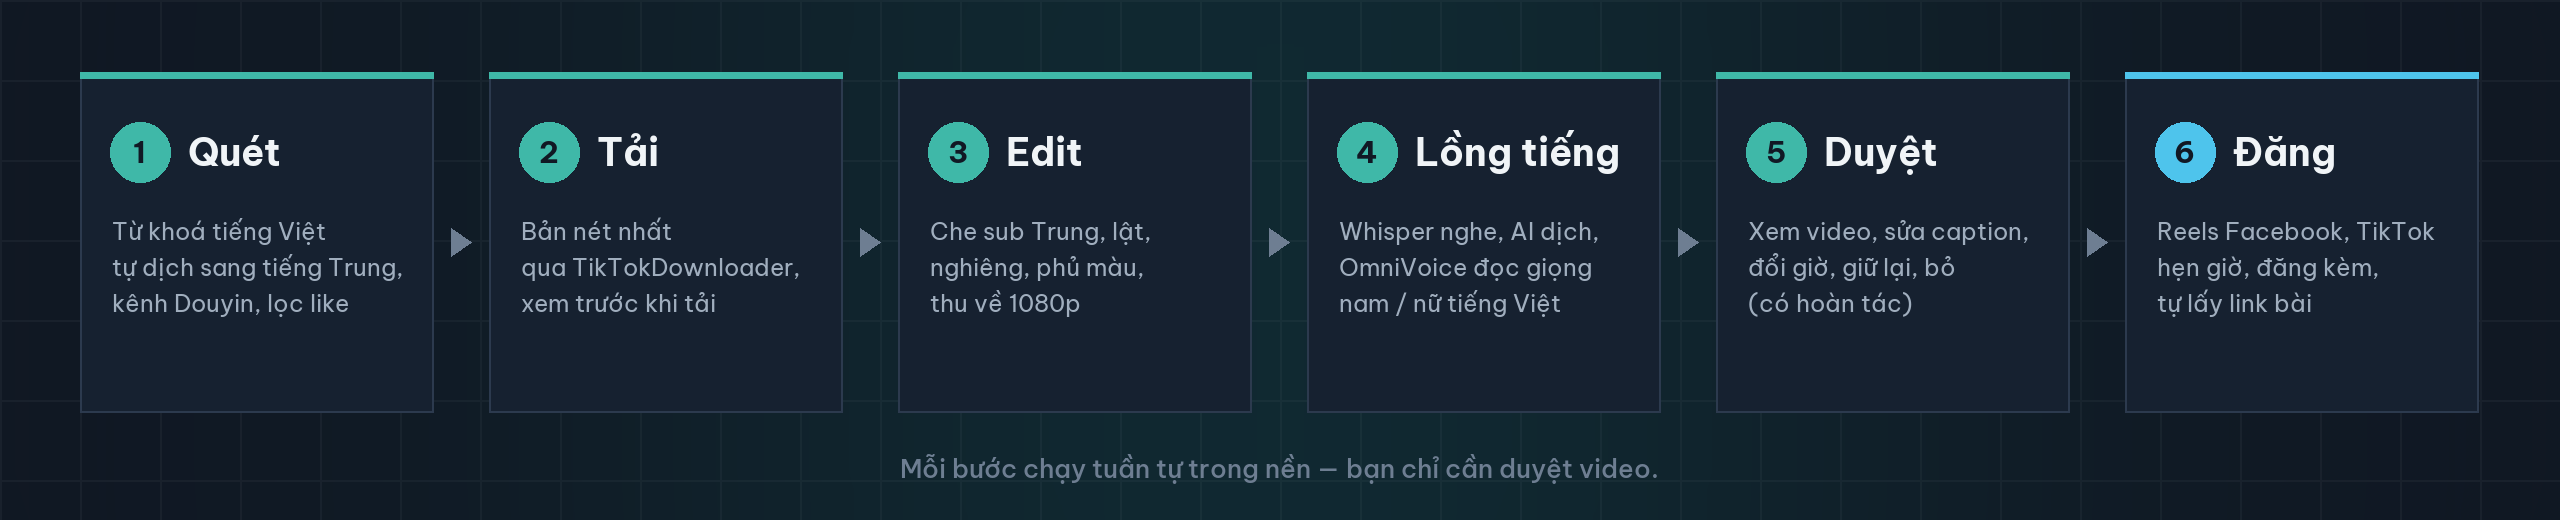 1 Quét
Từ khoá tiếng Việt
tự dịch sang tiếng Trung,
kênh Douyin, lọc like
2 Tải
Bản nét nhất
qua TikTokDownloader,
xem trước khi tải
3 Edit
Che sub Trung, lật,
nghiêng, phủ màu,
thu về 1080p
4 Lồng tiếng
Whisper nghe, AI dịch,
OmniVoice đọc giọng
nam / nữ tiếng Việt
5 Duyệt
Xem video, sửa caption,
đổi giờ, giữ lại, bỏ
(có hoàn tác)
6 Đăng
Reels Facebook, TikTok
hẹn giờ, đăng kèm,
tự lấy link bài
Mỗi bước chạy tuần tự trong nền — bạn chỉ cần duyệt video.